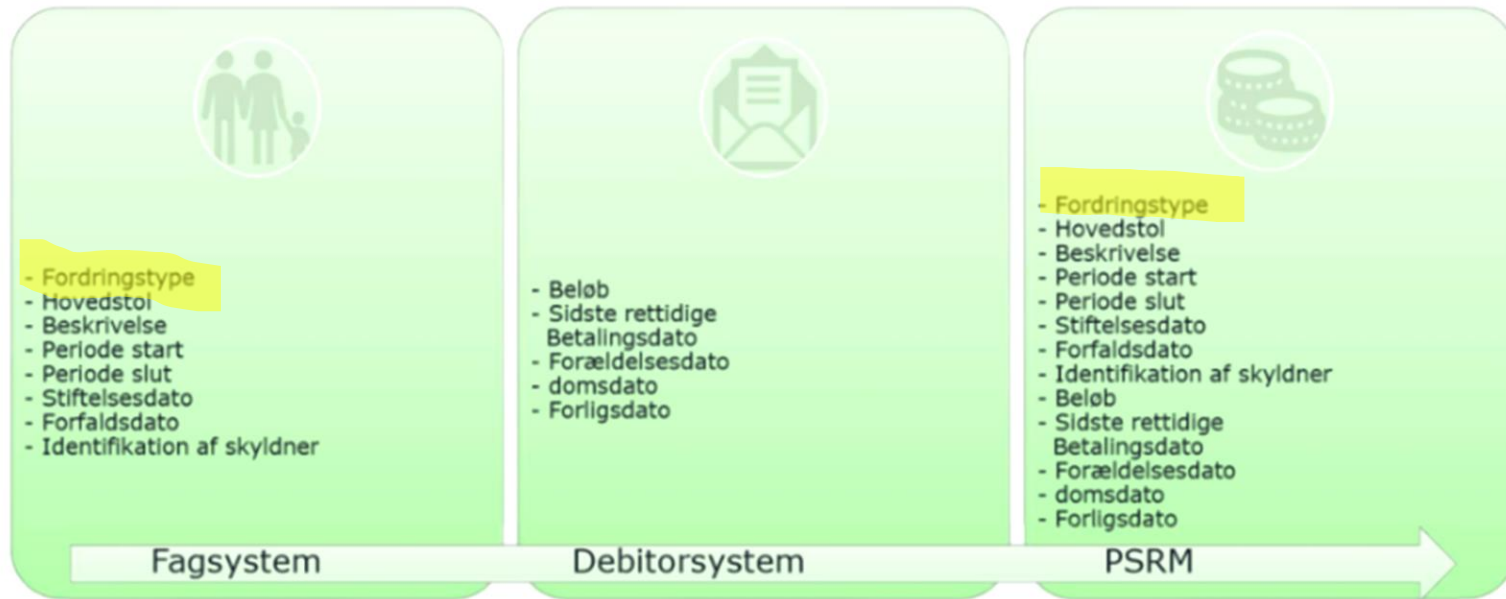 - Fordringstype
- Hovedstol
- Beskrivelse
- Periode start
- Periode slut
- Stiftelsesdato
- Forfaldsdato
- Identifikation af skyldner
Fagsystem
- Beløb
- Sidste rettidige
Betalingsdato
- Forældelsesdato
- domsdato
- Forligsdato
Debitorsystem
- Fordringstype
- Hovedstol
- Beskrivelse
- Periode start
- Periode slut
- Stiftelsesdato
- Forfaldsdato
- Identifikation af skyldner
- Beløb
- Sidste rettidige
Betalingsdato
- Forældelsesdato
- domsdato
- Forligsdato
PSRM